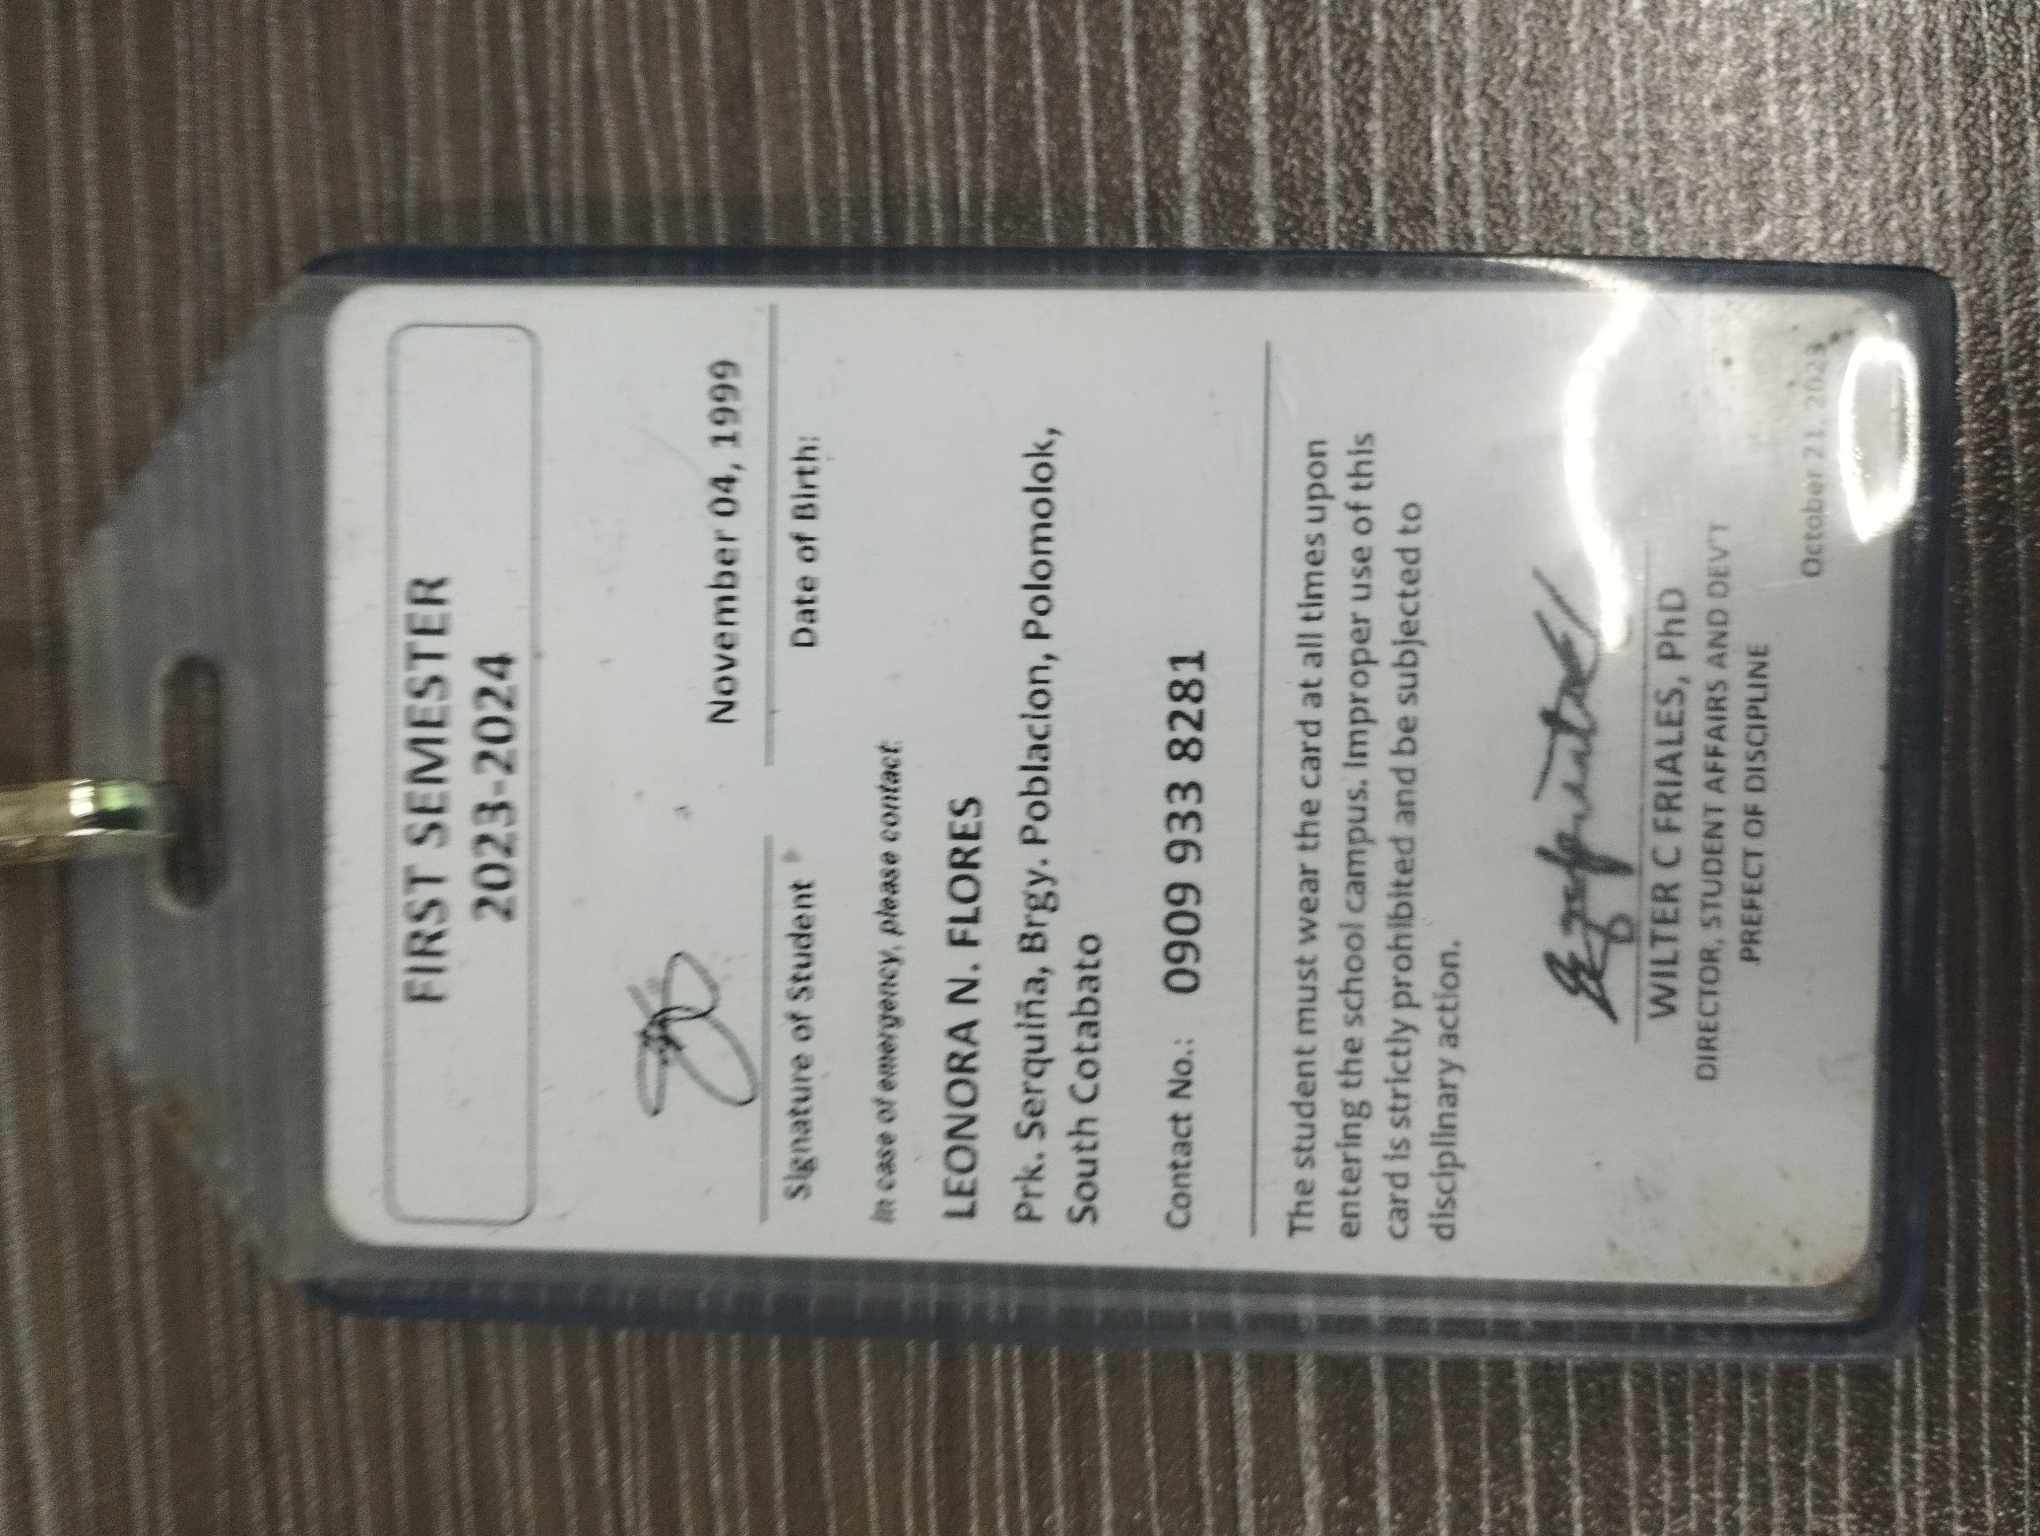 FIRST SEMESTER
2023-2024
November 04, 1999
Signature of Student
Date of Birth:
In case of emergency, please contact:
LEONORA N. FLORES
Prk. Serquiña, Brgy. Poblacion, Polomolok,
South Cotabato
Contact No.: 0909 933 8281
The student must wear the card at all times upon
entering the school campus. Improper use of this
card is strictly prohibited and be subjected to
disciplinary action.
WILTER C FRIALES, PhD
DIRECTOR, STUDENT AFFAIRS AND DEV'T
PREFECT OF DISCIPLINE
October 21, 2023